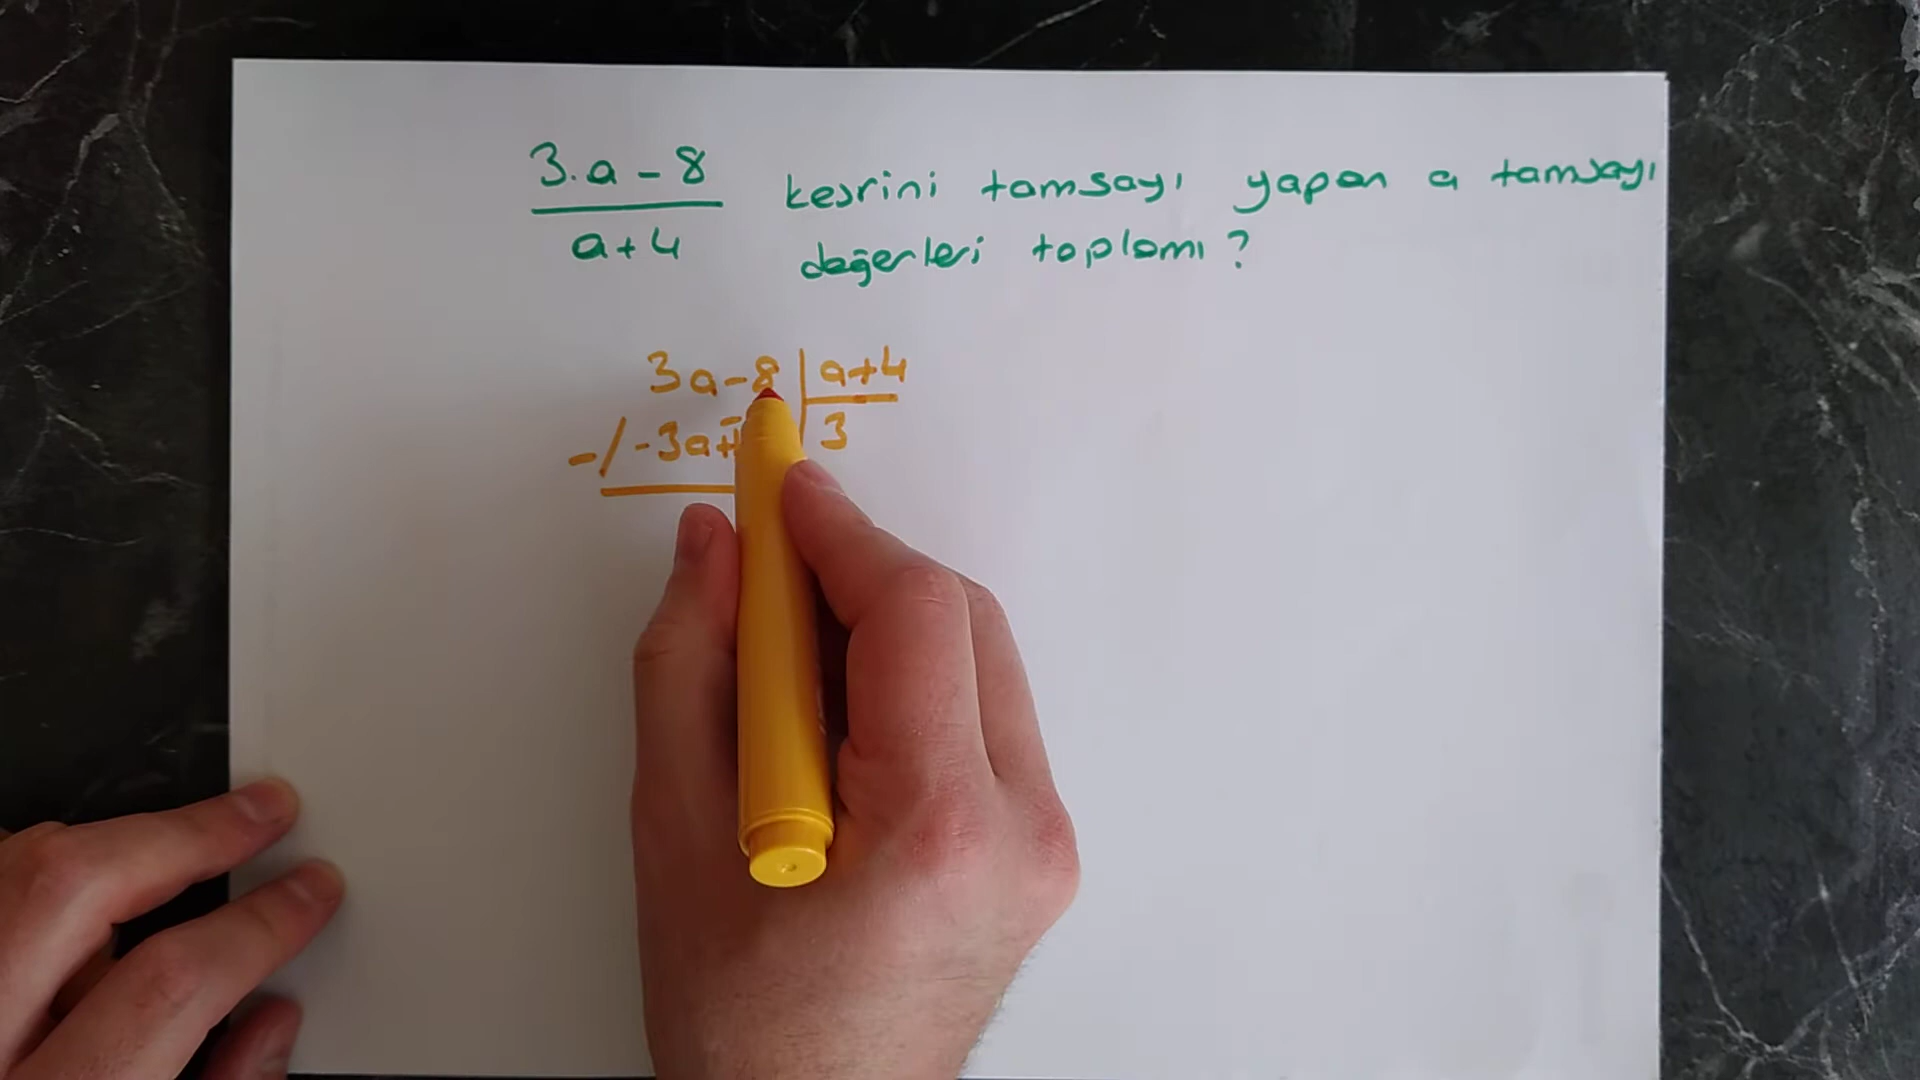 3.a - 8
a + 4
kesrini tamsayı yapan a tamsayı
değerleri toplamı?
3a - 8 | a + 4
-/ -3a+ 3